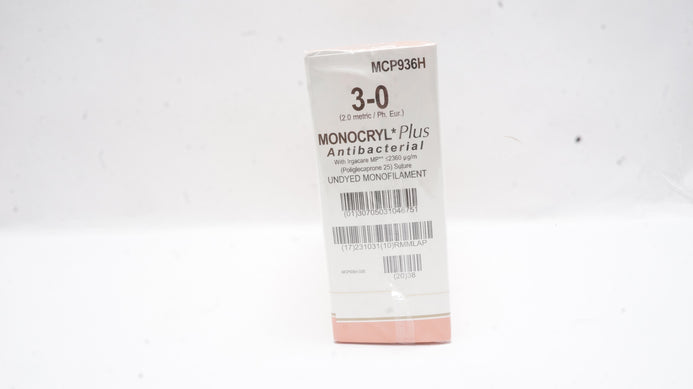 MCP936H
3-0
(2.0 metric / Ph. Eur.)
MONOCRYL* Plus
Antibacterial
With Irgacare MP** ≤2360 µg/m
(Poliglecaprone 25) Suture
UNDYED MONOFILAMENT
(01)30705031046751
(17)231031(10)RMMLAP
(20)38